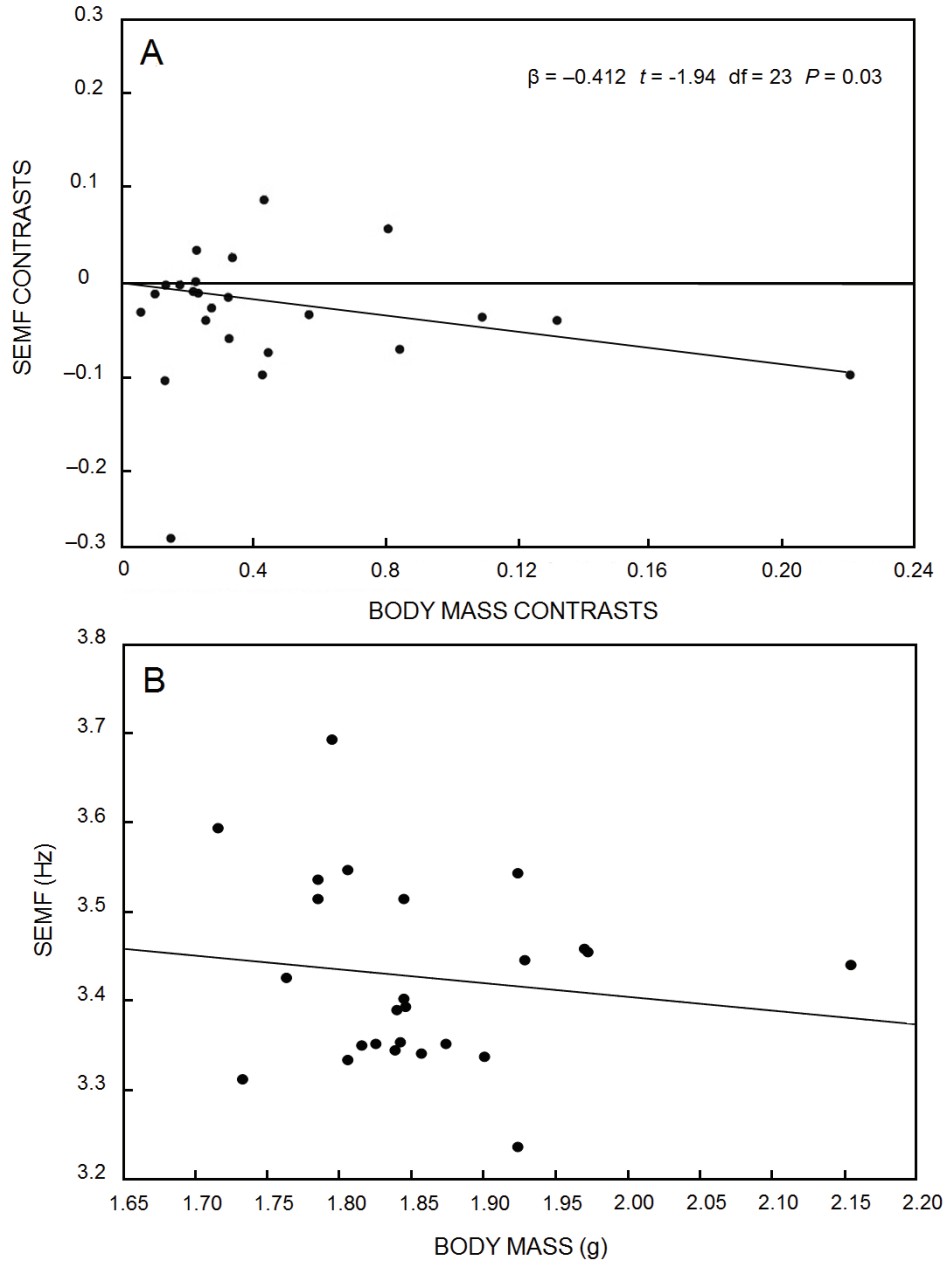 0.3
A
β = –0.412 t = -1.94 df = 23 P = 0.03
0.2
0.1
0
–0.1
–0.2
–0.3
SEMF CONTRASTS
0 0.4 0.8 0.12 0.16 0.20 0.24
BODY MASS CONTRASTS
3.8
B
3.7
3.6
3.5
3.4
3.3
3.2
SEMF (Hz)
1.65 1.70 1.75 1.80 1.85 1.90 1.95 2.00 2.05 2.10 2.15 2.20
BODY MASS (g)